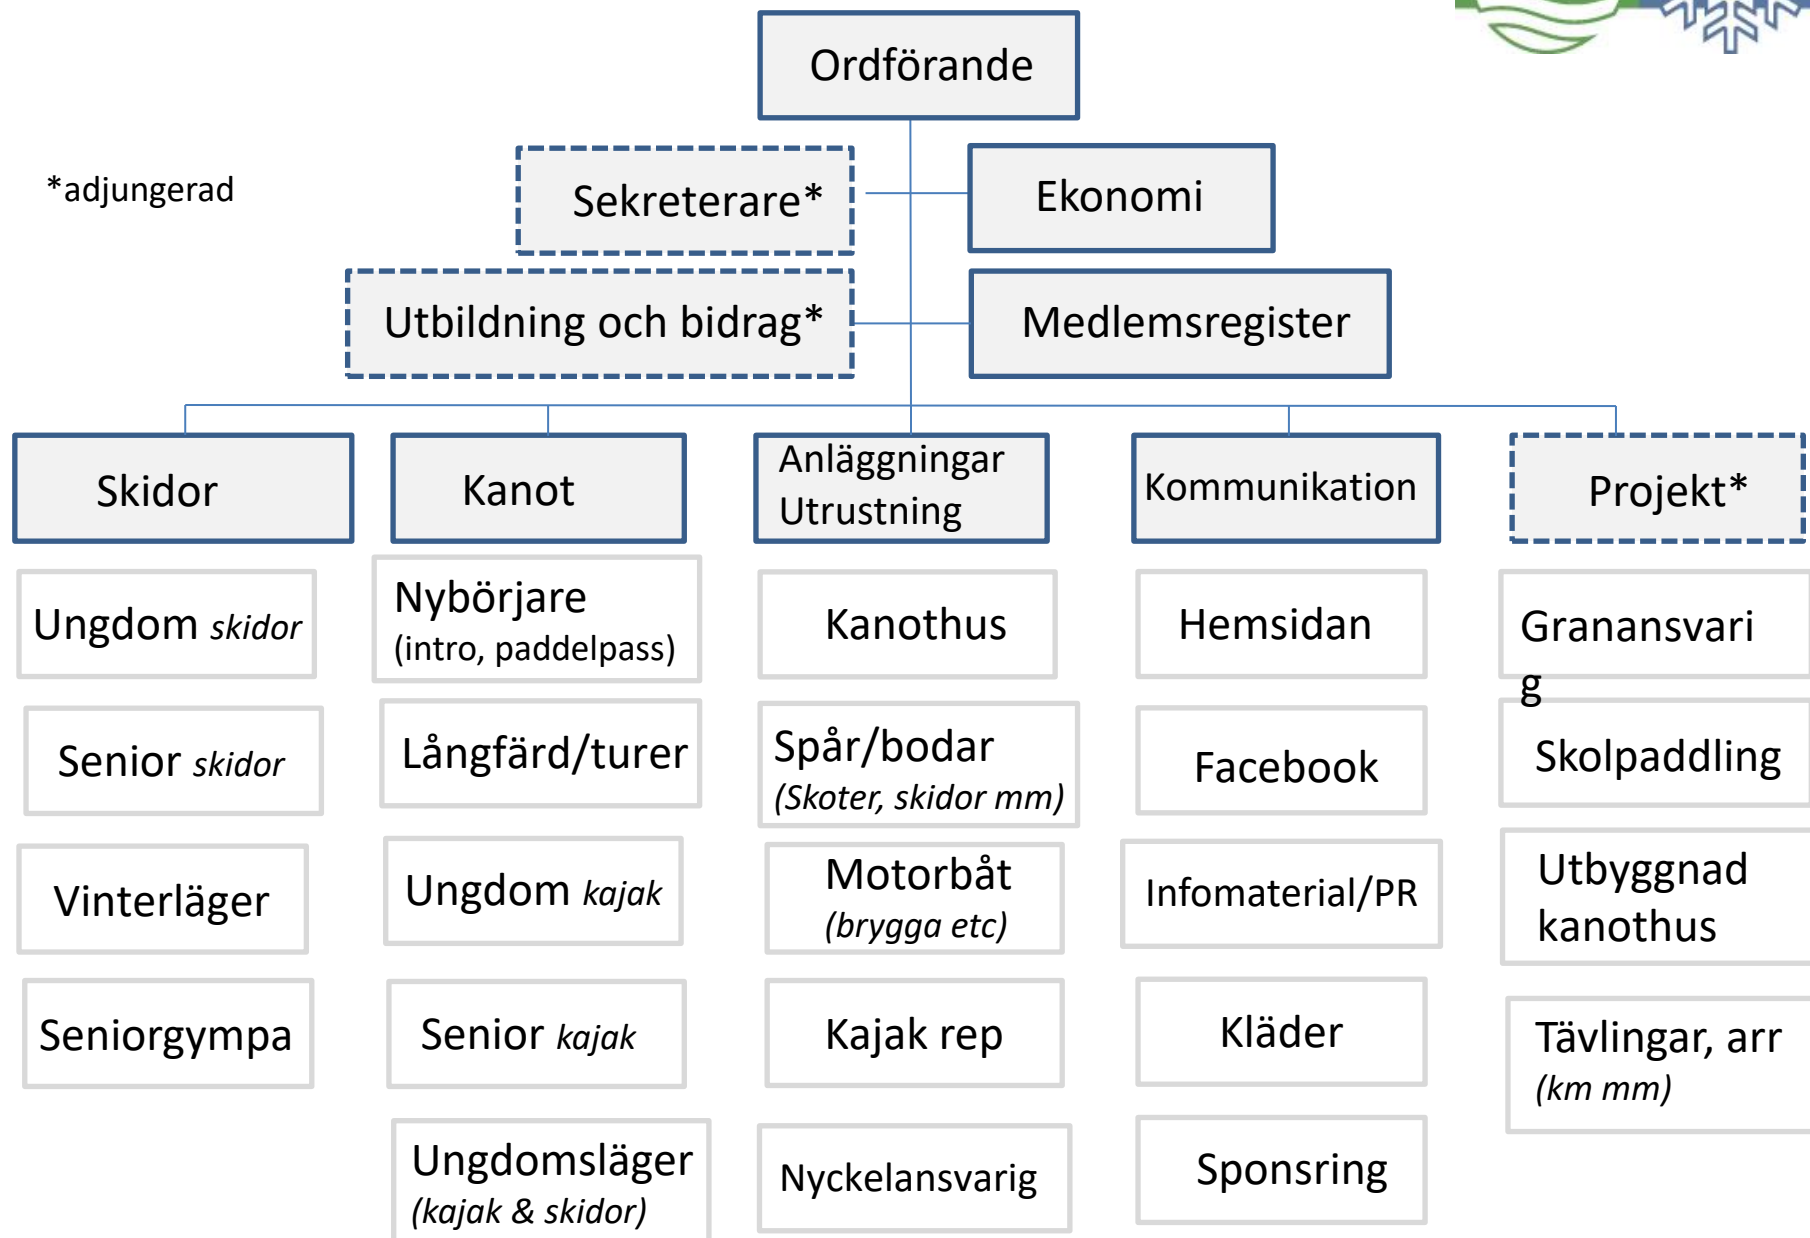 Ordförande
*adjungerad
Sekreterare*
Ekonomi
Utbildning och bidrag*
Medlemsregister
Skidor
Kanot
Anläggningar
Utrustning
Kommunikation
Projekt*
Ungdom skidor
Senior skidor
Vinterläger
Seniorgympa
Nybörjare
(intro, paddelpass)
Långfärd/turer
Ungdom kajak
Senior kajak
Ungdomsläger
(kajak & skidor)
Kanothus
Spår/bodar
(Skoter, skidor mm)
Motorbåt
(brygga etc)
Kajak rep
Nyckelansvarig
Hemsidan
Facebook
Infomaterial/PR
Kläder
Sponsring
Granansvari
g
Skolpaddling
Utbyggnad
kanothus
Tävlingar, arr
(km mm)